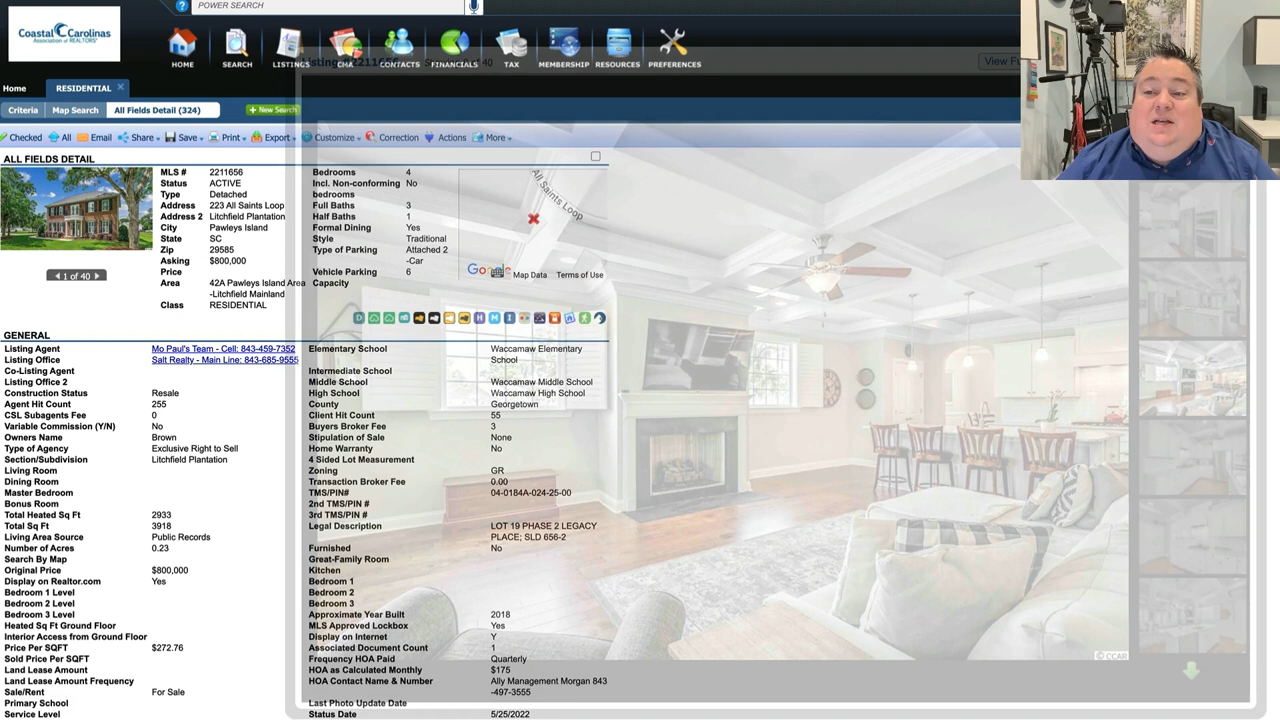 Coastal Carolinas
Association of REALTORS®
? POWER SEARCH
HOME SEARCH LISTINGS CMA CONTACTS FINANCIALS TAX MEMBERSHIP RESOURCES PREFERENCES
Listing #2211656
of 40
View Fu
Home RESIDENTIAL
Criteria Map Search All Fields Detail (324) New Search
Checked All Email Share Print Save Export Customize Correction Actions More
ALL FIELDS DETAIL
MLS # 2211656
Status ACTIVE
Type Detached
Address 223 All Saints Loop
Address 2 Litchfield Plantation
City Pawleys Island
State SC
Zip 29585
Asking Price $800,000
Area 42A Pawleys Island Area
-Litchfield Mainland
Class RESIDENTIAL
1 of 40
Bedrooms 4
Incl. Non-conforming bedrooms No
Full Baths 3
Half Baths 1
Formal Dining Yes
Style Traditional
Type of Parking Attached 2
-Car
Vehicle Parking Capacity 6
All Saints Loop
Google Map Data Terms of Use
GENERAL
Listing Agent Mo Paul's Team - Cell: 843-459-7352
Listing Office Salt Realty - Main Line: 843-685-9555
Co-Listing Agent
Listing Office 2
Construction Status Resale
Agent Hit Count 255
CSL Subagents Fee 0
Variable Commission (Y/N) No
Owners Name Brown
Type of Agency Exclusive Right to Sell
Section/Subdivision Litchfield Plantation
Living Room
Dining Room
Master Bedroom
Bonus Room
Total Heated Sq Ft 2933
Total Sq Ft 3918
Living Area Source Public Records
Number of Acres 0.23
Search By Map
Original Price $800,000
Display on Realtor.com Yes
Bedroom 1 Level
Bedroom 2 Level
Bedroom 3 Level
Heated Sq Ft Ground Floor
Interior Access from Ground Floor
Price Per SQFT $272.76
Sold Price Per SQFT
Land Lease Amount
Land Lease Amount Frequency
Sale/Rent For Sale
Primary School
Service Level
Elementary School Waccamaw Elementary
School
Intermediate School
Middle School Waccamaw Middle School
High School Waccamaw High School
County Georgetown
Client Hit Count 55
Buyers Broker Fee 3
Stipulation of Sale None
Home Warranty No
4 Sided Lot Measurement
Zoning GR
Transaction Broker Fee 0.00
TMS/PIN# 04-0184A-024-25-00
2nd TMS/PIN #
3rd TMS/PIN #
Legal Description LOT 19 PHASE 2 LEGACY
PLACE; SLD 656-2
Furnished No
Great-Family Room
Kitchen
Bedroom 1
Bedroom 2
Bedroom 3
Approximate Year Built 2018
MLS Approved Lockbox Yes
Display on Internet Y
Associated Document Count 1
Frequency HOA Paid Quarterly
HOA as Calculated Monthly $175
HOA Contact Name & Number Ally Management Morgan 843
-497-3555
Last Photo Update Date
Status Date 5/25/2022
© CCAR